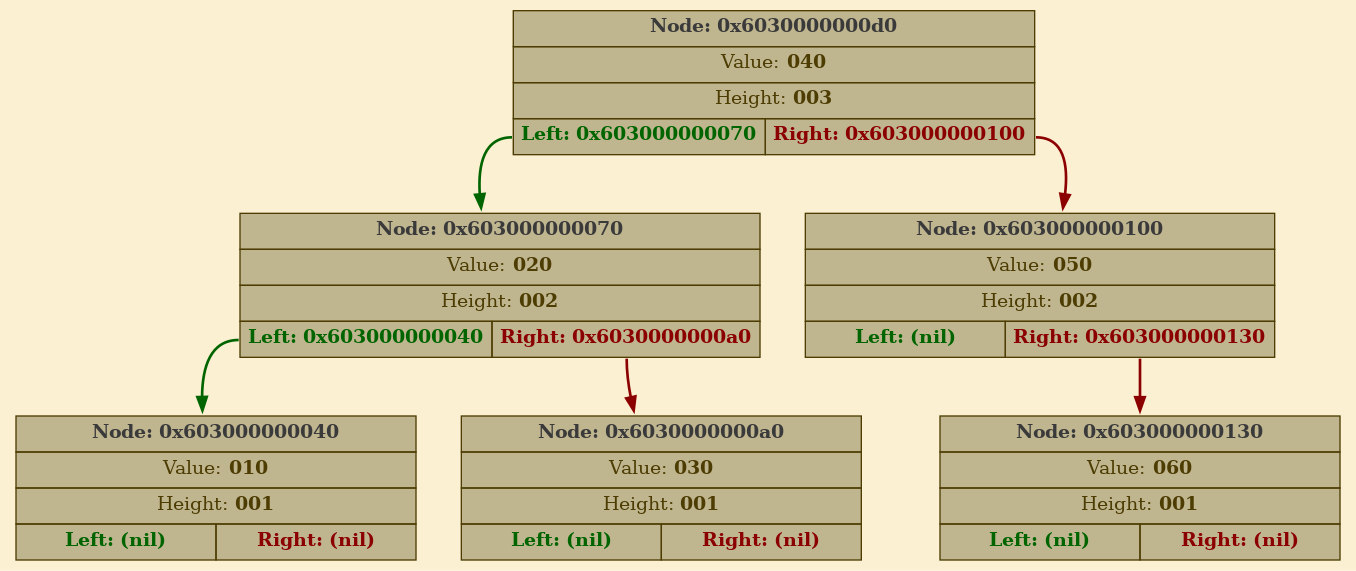 Node: 0x6030000000d0
Value: 040
Height: 003
Left: 0x603000000070 Right: 0x603000000100
Node: 0x603000000070
Value: 020
Height: 002
Left: 0x603000000040 Right: 0x6030000000a0
Node: 0x603000000100
Value: 050
Height: 002
Left: (nil) Right: 0x603000000130
Node: 0x603000000040
Value: 010
Height: 001
Left: (nil) Right: (nil)
Node: 0x6030000000a0
Value: 030
Height: 001
Left: (nil) Right: (nil)
Node: 0x603000000130
Value: 060
Height: 001
Left: (nil) Right: (nil)